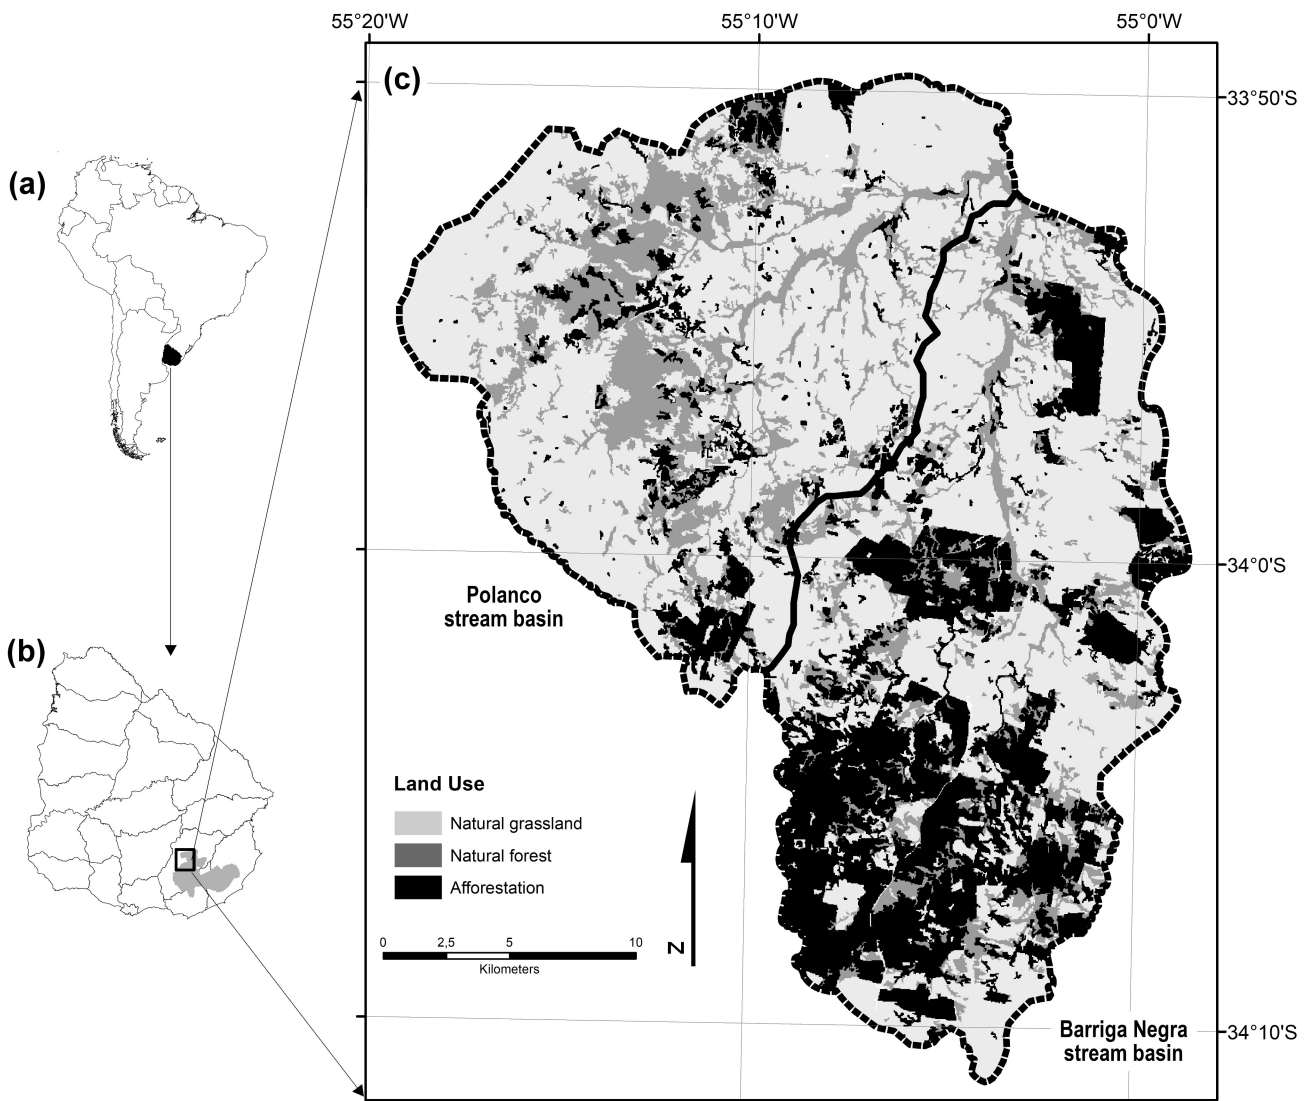 55°20'W
55°10'W
55°0'W
(c)
33°50'S
(a)
34°0'S
Polanco
stream basin
(b)
Land Use
Natural grassland
Natural forest
Afforestation
0
2,5
5
10
Kilometers
N
Barriga Negra
stream basin
34°10'S